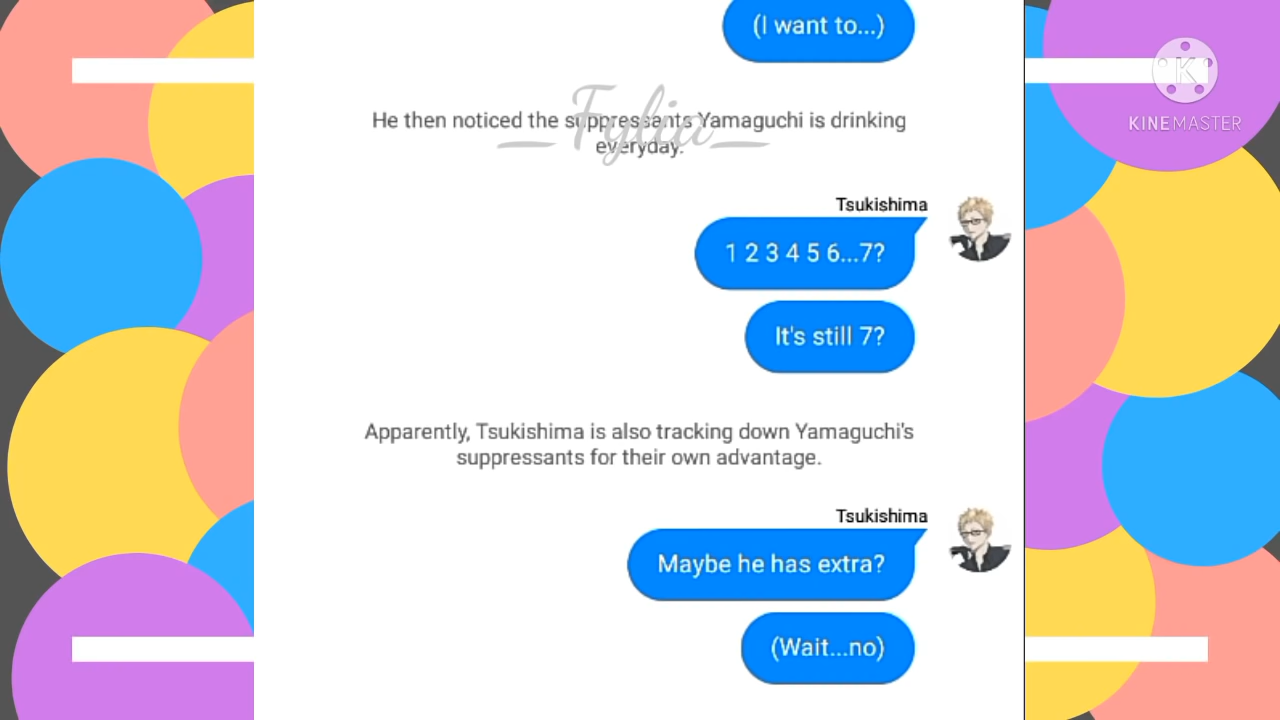 (I want to...)
He then noticed the suppressants Yamaguchi is drinking
everyday.
Fylia
K
KINEMASTER
Tsukishima
1 2 3 4 5 6...7?
It's still 7?
Apparently, Tsukishima is also tracking down Yamaguchi's
suppressants for their own advantage.
Tsukishima
Maybe he has extra?
(Wait...no)